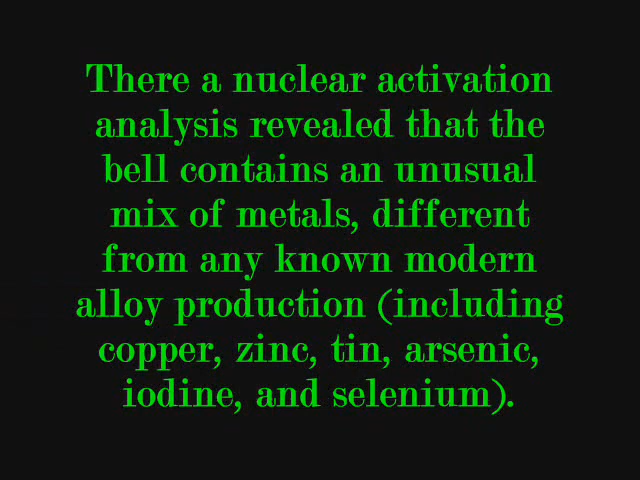 There a nuclear activation
analysis revealed that the
bell contains an unusual
mix of metals, different
from any known modern
alloy production (including
copper, zinc, tin, arsenic,
iodine, and selenium).